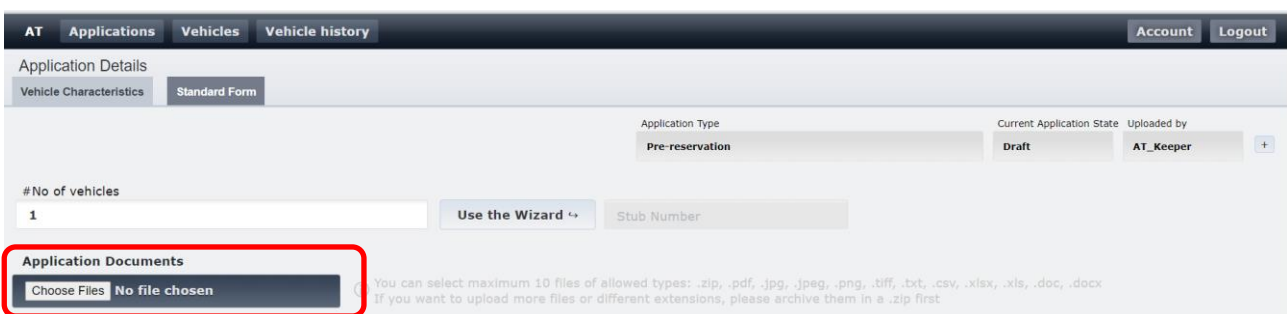 AT Applications Vehicles Vehicle history Account Logout
Application Details
Vehicle Characteristics Standard Form
Application Type Current Application State Uploaded by
Pre-reservation Draft AT_Keeper +
#No of vehicles
1 Use the Wizard ↪ Stub Number
Application Documents
Choose Files No file chosen
You can select maximum 10 files of allowed types: .zip, .pdf, .jpg, .jpeg, .png, .tiff, .txt, .csv, .xlsx, .xls, .doc, .docx
If you want to upload more files or different extensions, please archive them in a .zip first